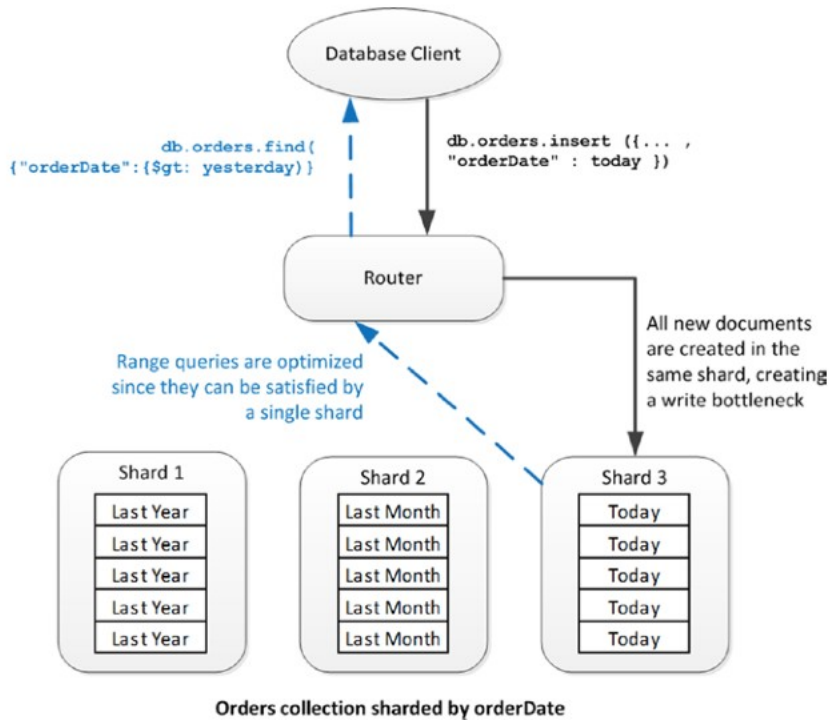 Database Client
db.orders.find(
{"orderDate":{$gt: yesterday)}
db.orders.insert ({... ,
"orderDate" : today })
Router
Range queries are optimized
since they can be satisfied by
a single shard
All new documents
are created in the
same shard, creating
a write bottleneck
Shard 1
Last Year
Last Year
Last Year
Last Year
Last Year
Shard 2
Last Month
Last Month
Last Month
Last Month
Last Month
Shard 3
Today
Today
Today
Today
Today
Orders collection sharded by orderDate